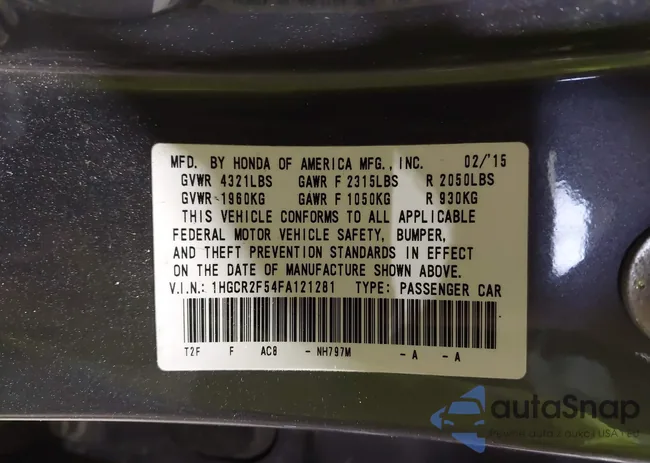 MFD. BY HONDA OF AMERICA MFG., INC. 02/'15
GVWR 4321LBS GAWR F 2315LBS R 2050LBS
GVWR 1960KG GAWR F 1050KG R 930KG
THIS VEHICLE CONFORMS TO ALL APPLICABLE
FEDERAL MOTOR VEHICLE SAFETY, BUMPER,
AND THEFT PREVENTION STANDARDS IN EFFECT
ON THE DATE OF MANUFACTURE SHOWN ABOVE.
V.I.N.: 1HGCR2F54FA121281 TYPE: PASSENGER CAR
T2F F AC8 - NH797M - A - A
autoSnap